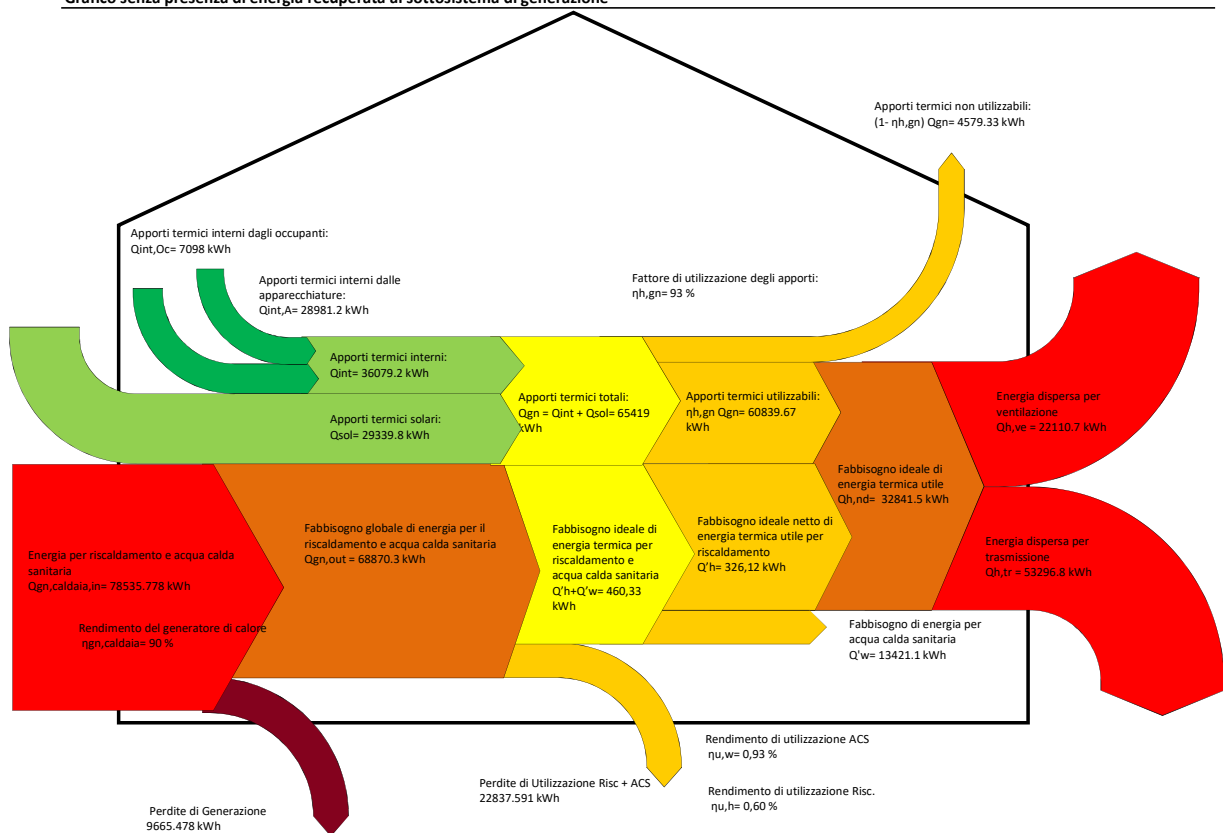 Grafico senza presenza di energia recuperata al sottosistema di generazione
Apporti termici non utilizzabili:
(1- ηh,gn) Qgn= 4579.33 kWh
Apporti termici interni dagli occupanti:
Qint,Oc= 7098 kWh
Apporti termici interni dalle
apparecchiature:
Qint,A= 28981.2 kWh
Fattore di utilizzazione degli apporti:
ηh,gn= 93 %
Apporti termici interni:
Qint= 36079.2 kWh
Apporti termici solari:
Qsol= 29339.8 kWh
Apporti termici totali:
Qgn = Qint + Qsol= 65419
kWh
Apporti termici utilizzabili:
ηh,gn Qgn= 60839.67
kWh
Energia dispersa per
ventilazione
Qh,ve = 22110.7 kWh
Fabbisogno ideale di
energia termica utile
Qh,nd=  32841.5 kWh
Energia per riscaldamento e acqua calda
sanitaria
Qgn,caldaia,in= 78535.778 kWh
Rendimento del generatore di calore
ηgn,caldaia= 90 %
Fabbisogno globale di energia per il
riscaldamento e acqua calda sanitaria
Qgn,out = 68870.3 kWh
Fabbisogno ideale di
energia termica per
riscaldamento e
acqua calda sanitaria
Q’h+Q’w= 460,33
kWh
Fabbisogno ideale netto di
energia termica utile per
riscaldamento
Q’h= 326,12 kWh
Energia dispersa per
trasmissione
Qh,tr = 53296.8 kWh
Fabbisogno di energia per
acqua calda sanitaria
Q'w= 13421.1 kWh
Rendimento di utilizzazione ACS
ηu,w= 0,93 %
Perdite di Utilizzazione Risc + ACS
22837.591 kWh
Rendimento di utilizzazione Risc.
ηu,h= 0,60 %
Perdite di Generazione
9665.478 kWh